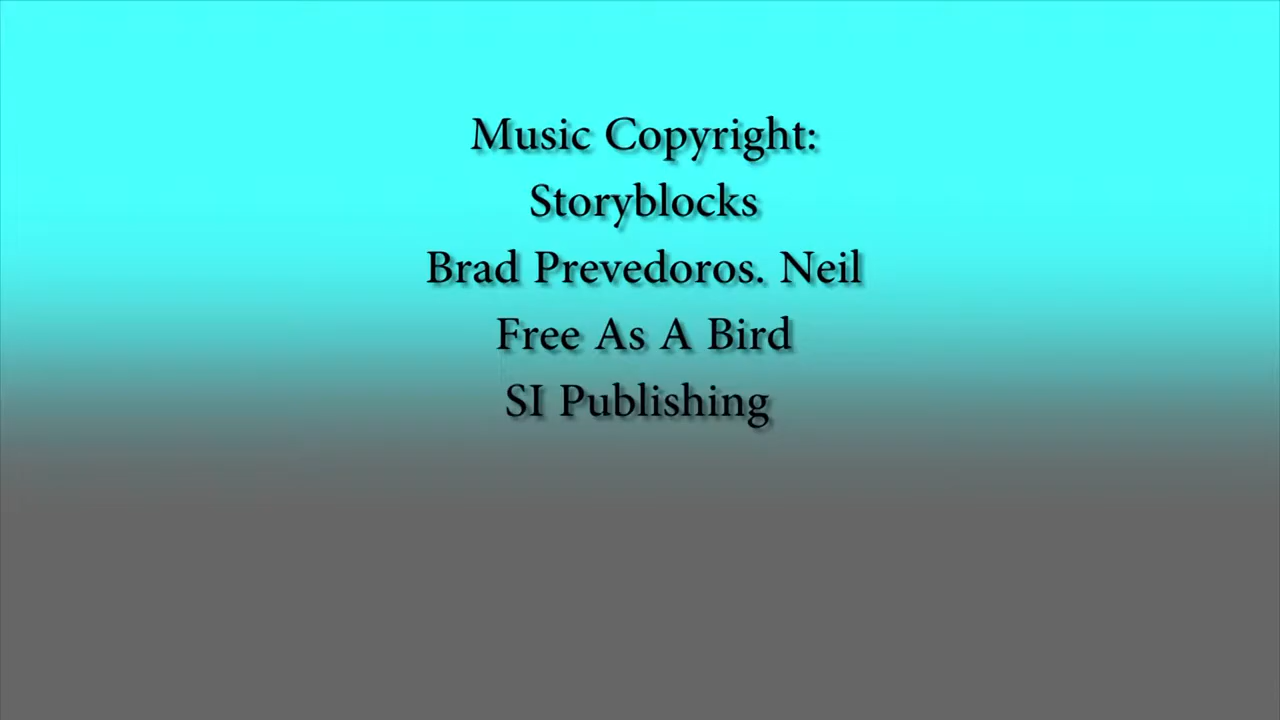 Music Copyright:
Storyblocks
Brad Prevedoros. Neil
Free As A Bird
SI Publishing